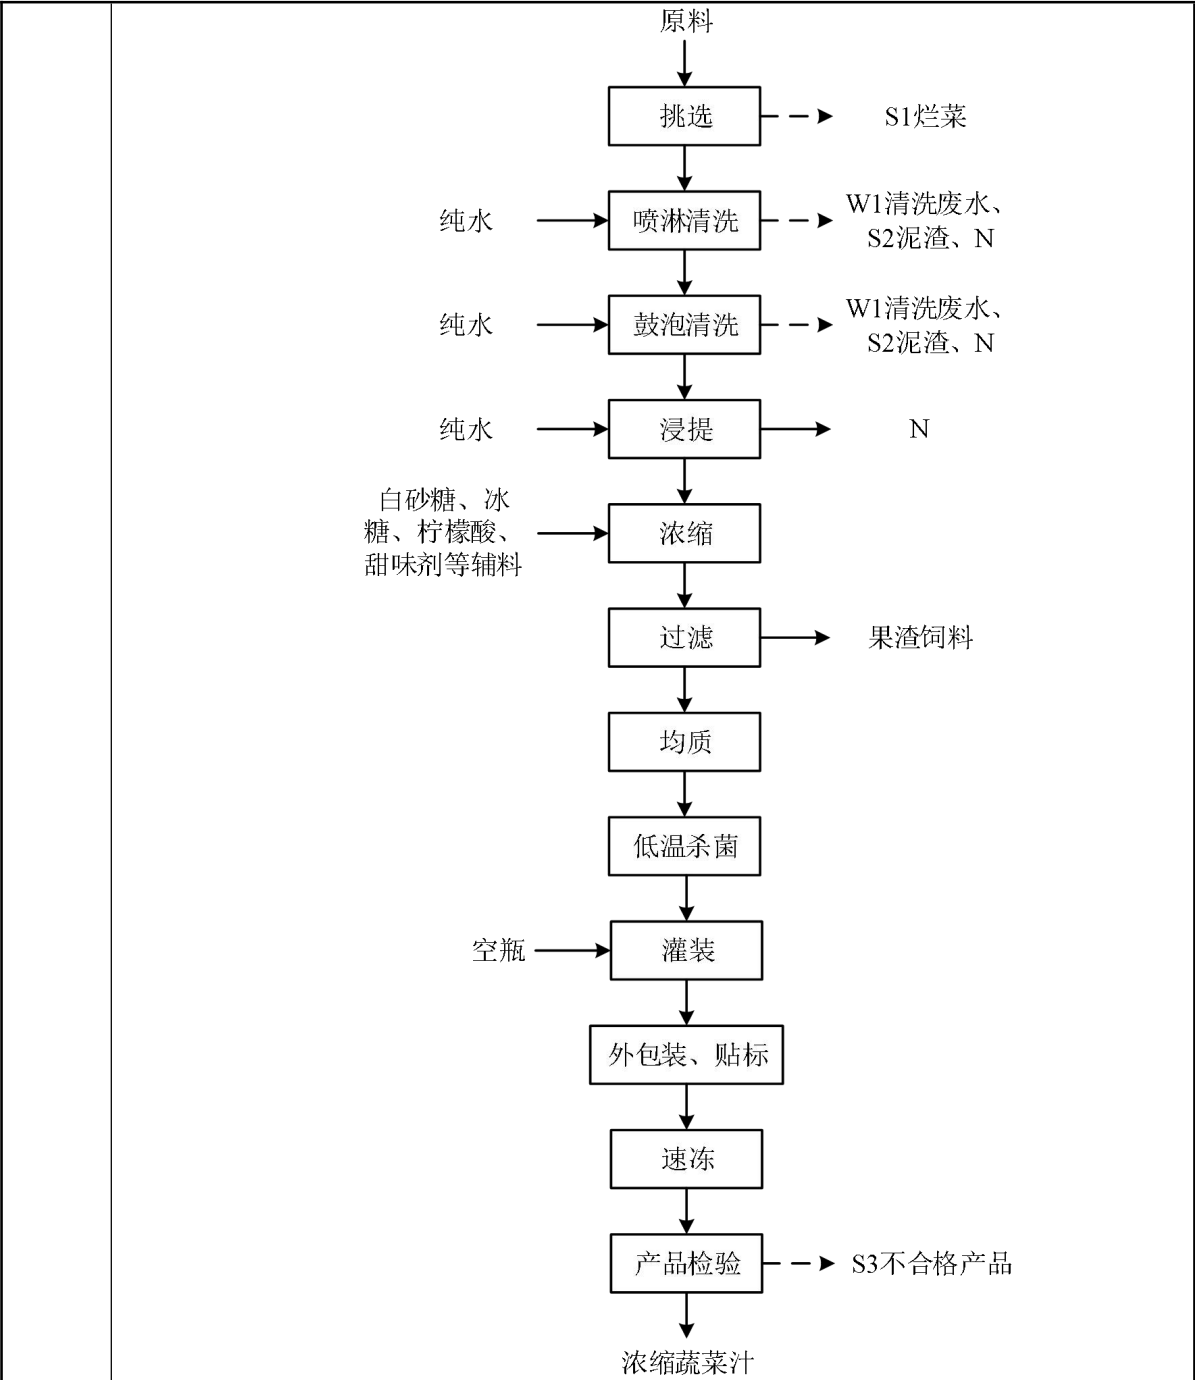 原料
挑选
S1烂菜
纯水
喷淋清洗
W1清洗废水、
S2泥渣、N
纯水
鼓泡清洗
W1清洗废水、
S2泥渣、N
纯水
浸提
N
白砂糖、冰
糖、柠檬酸、
甜味剂等辅料
浓缩
过滤
果渣饲料
均质
低温杀菌
空瓶
灌装
外包装、贴标
速冻
产品检验
S3不合格产品
浓缩蔬菜汁